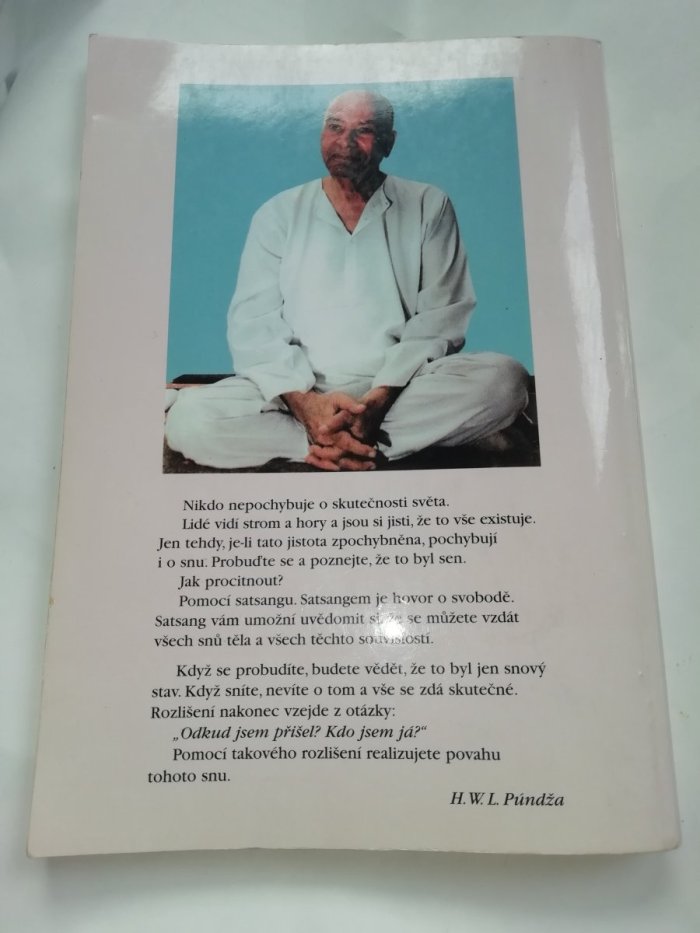 Nikdo nepochybuje o skutečnosti světa.
Lidé vidí strom a hory a jsou si jisti, že to vše existuje.
Jen tehdy, je-li tato jistota zpochybněna, pochybují
i o snu. Probuďte se a poznejte, že to byl sen.
Jak procitnout?
Pomocí satsangu. Satsangem je hovor o svobodě.
Satsang vám umožní uvědomit si, že se můžete vzdát
všech snů těla a všech těchto souvislostí.
Když se probudíte, budete vědět, že to byl jen snový
stav. Když sníte, nevíte o tom a vše se zdá skutečné.
Rozlišení nakonec vzejde z otázky:
„Odkud jsem přišel? Kdo jsem já?“
Pomocí takového rozlišení realizujete povahu
tohoto snu.
H. W. L. Púndža